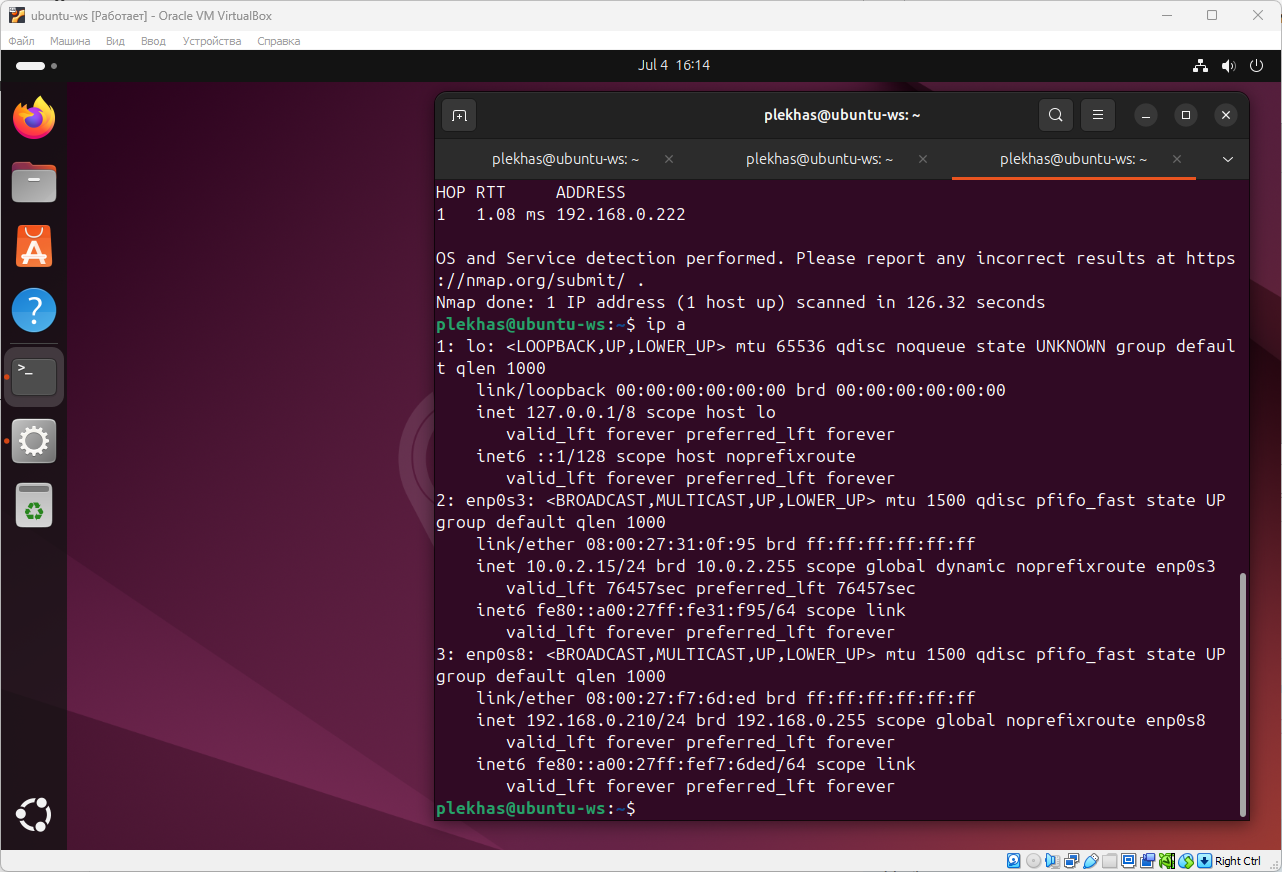 ubuntu-ws [Работает] - Oracle VM VirtualBox
Файл Машина Вид Ввод Устройства Справка
Jul 4 16:14
plekhas@ubuntu-ws: ~
plekhas@ubuntu-ws: ~ plekhas@ubuntu-ws: ~ plekhas@ubuntu-ws: ~
HOP RTT ADDRESS
1 1.08 ms 192.168.0.222
OS and Service detection performed. Please report any incorrect results at https
://nmap.org/submit/ .
Nmap done: 1 IP address (1 host up) scanned in 126.32 seconds
plekhas@ubuntu-ws:~$ ip a
1: lo: <LOOPBACK,UP,LOWER_UP> mtu 65536 qdisc noqueue state UNKNOWN group defaul
t qlen 1000
link/loopback 00:00:00:00:00:00 brd 00:00:00:00:00:00
inet 127.0.0.1/8 scope host lo
valid_lft forever preferred_lft forever
inet6 ::1/128 scope host noprefixroute
valid_lft forever preferred_lft forever
2: enp0s3: <BROADCAST,MULTICAST,UP,LOWER_UP> mtu 1500 qdisc pfifo_fast state UP
group default qlen 1000
link/ether 08:00:27:31:0f:95 brd ff:ff:ff:ff:ff:ff
inet 10.0.2.15/24 brd 10.0.2.255 scope global dynamic noprefixroute enp0s3
valid_lft 76457sec preferred_lft 76457sec
inet6 fe80::a00:27ff:fe31:f95/64 scope link
valid_lft forever preferred_lft forever
3: enp0s8: <BROADCAST,MULTICAST,UP,LOWER_UP> mtu 1500 qdisc pfifo_fast state UP
group default qlen 1000
link/ether 08:00:27:f7:6d:ed brd ff:ff:ff:ff:ff:ff
inet 192.168.0.210/24 brd 192.168.0.255 scope global noprefixroute enp0s8
valid_lft forever preferred_lft forever
inet6 fe80::a00:27ff:fef7:6ded/64 scope link
valid_lft forever preferred_lft forever
plekhas@ubuntu-ws:~$
Right Ctrl